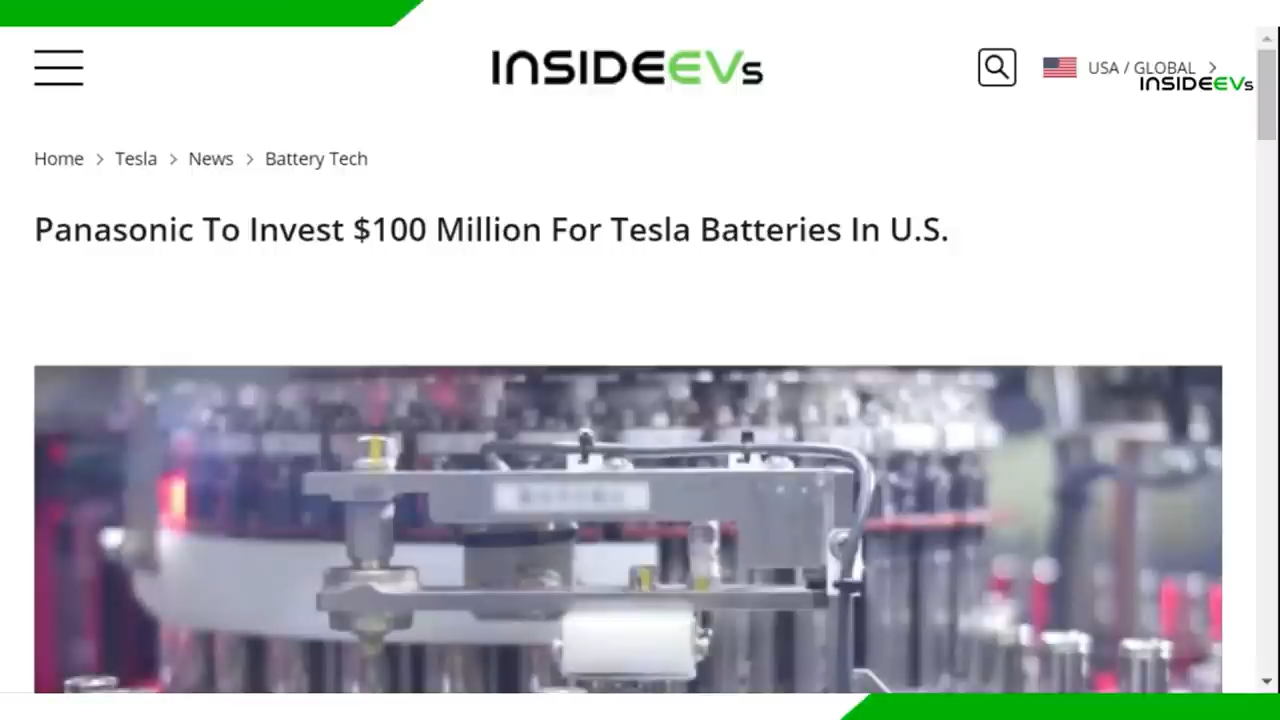 INSIDEEVs
USA / GLOBAL
INSIDEEVs
Home > Tesla > News > Battery Tech
Panasonic To Invest $100 Million For Tesla Batteries In U.S.